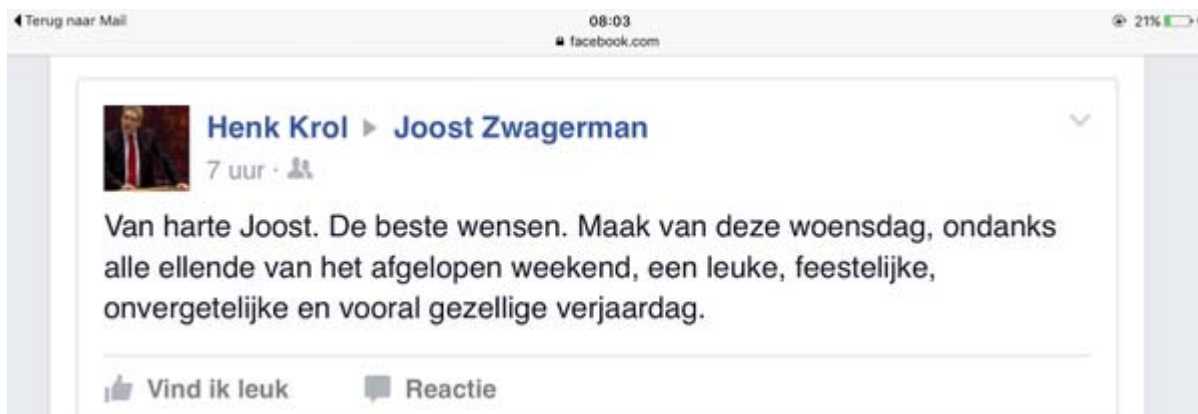 Terug naar Mail 08:03 21%
facebook.com
Henk Krol Joost Zwagerman
7 uur ·
Van harte Joost. De beste wensen. Maak van deze woensdag, ondanks
alle ellende van het afgelopen weekend, een leuke, feestelijke,
onvergetelijke en vooral gezellige verjaardag.
Vind ik leuk Reactie